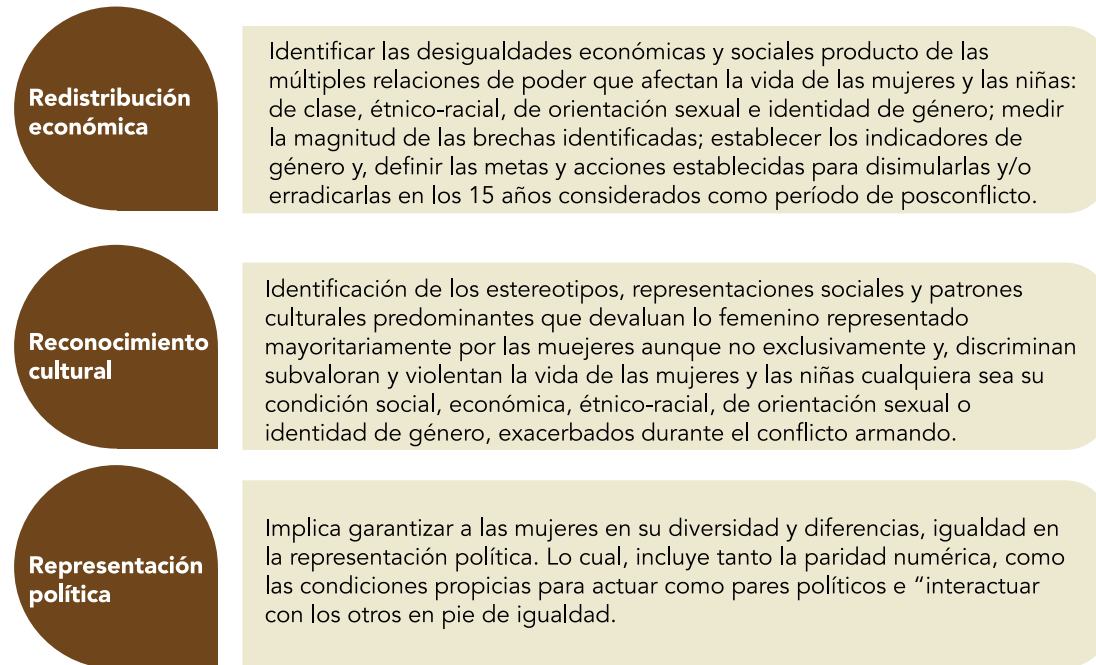 Redistribución
económica
Identificar las desigualdades económicas y sociales producto de las
múltiples relaciones de poder que afectan la vida de las mujeres y las niñas:
de clase, étnico-racial, de orientación sexual e identidad de género; medir
la magnitud de las brechas identificadas; establecer los indicadores de
género y, definir las metas y acciones establecidas para disimularlas y/o
erradicarlas en los 15 años considerados como período de posconflicto.
Reconocimiento
cultural
Identificación de los estereotipos, representaciones sociales y patrones
culturales predominantes que devaluan lo femenino representado
mayoritariamente por las muejeres aunque no exclusivamente y, discriminan
subvaloran y violentan la vida de las mujeres y las niñas cualquiera sea su
condición social, económica, étnico-racial, de orientación sexual o
identidad de género, exacerbados durante el conflicto armando.
Representación
política
Implica garantizar a las mujeres en su diversidad y diferencias, igualdad en
la representación política. Lo cual, incluye tanto la paridad numérica, como
las condiciones propicias para actuar como pares políticos e “interactuar
con los otros en pie de igualdad.